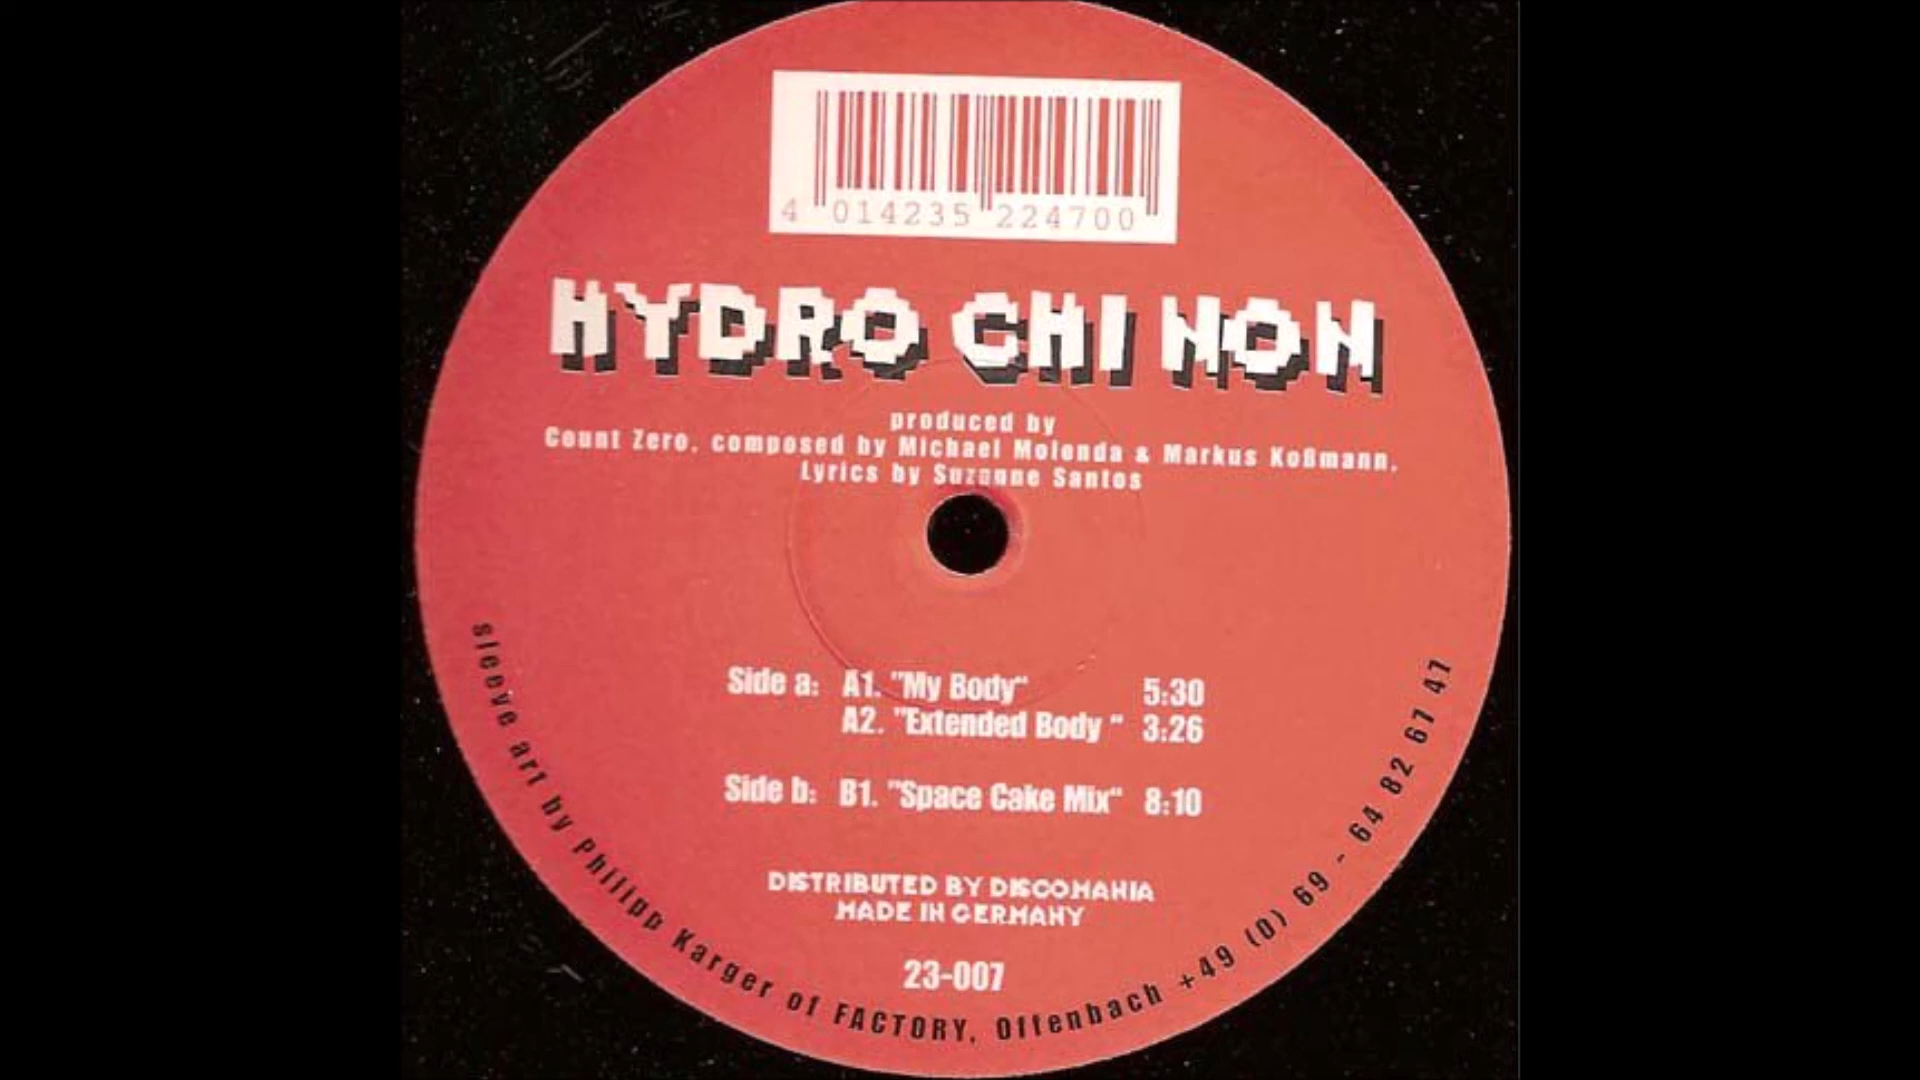 4 014235 224700
HYDRO CHI NON
produced by
Count Zero, composed by Michael Molenda & Markus Koßmann,
Lyrics by Suzanne Santos
Side a: A1. "My Body" 5:30
A2. "Extended Body " 3:26
Side b: B1. "Space Cake Mix" 8:10
DISTRIBUTED BY DISCOMANIA
MADE IN GERMANY
23-007
sleeve art by Philipp Karger of FACTORY, Offenbach +49 (0) 69 - 64 82 67 47